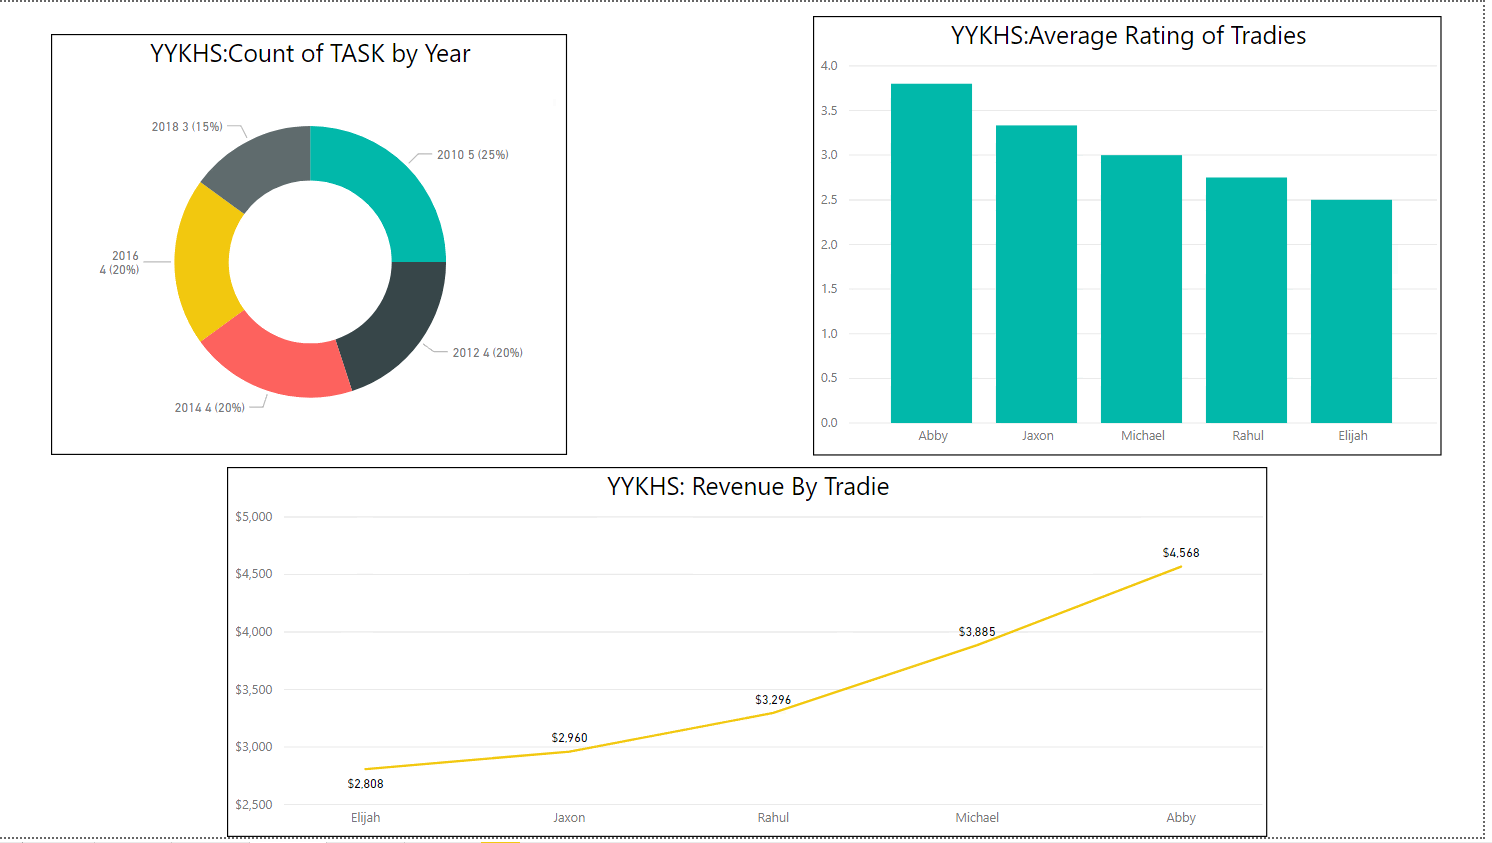 YYKHS:Count of TASK by Year
2018 3 (15%)
2010 5 (25%)
2016
4 (20%)
2012 4 (20%)
2014 4 (20%)
YYKHS:Average Rating of Tradies
4.0
3.5
3.0
2.5
2.0
1.5
1.0
0.5
0.0
Abby
Jaxon
Michael
Rahul
Elijah
YYKHS: Revenue By Tradie
$5,000
$4,500
$4,000
$3,500
$3,000
$2,500
$2,808
$2,960
$3,296
$3,885
$4,568
Elijah
Jaxon
Rahul
Michael
Abby